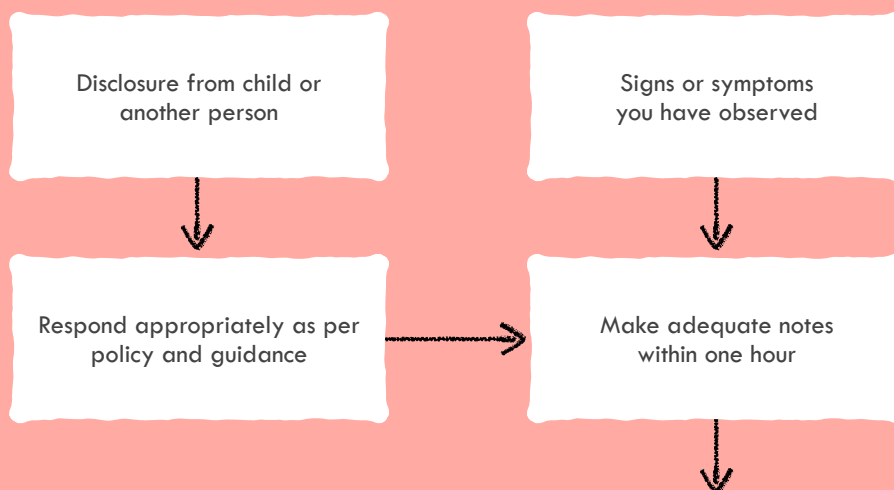 Disclosure from child or
another person
Signs or symptoms
you have observed
Respond appropriately as per
policy and guidance
Make adequate notes
within one hour